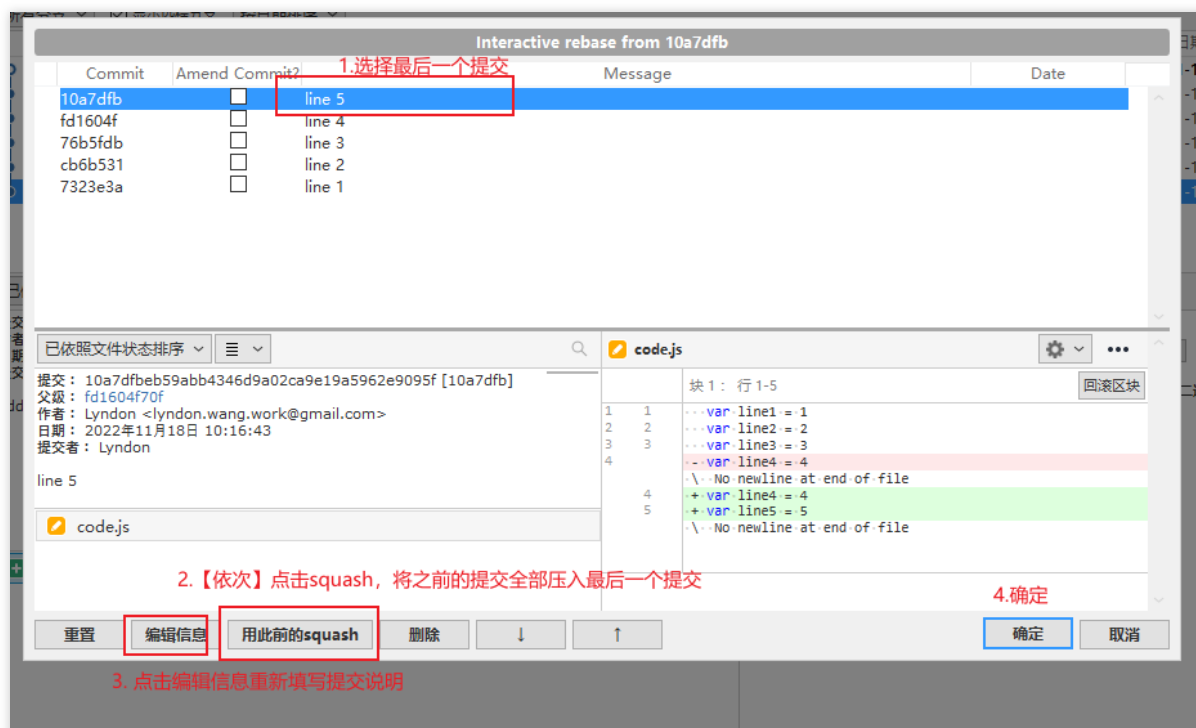 Interactive rebase from 10a7dfb
1.选择最后一个提交
Commit Amend Commit? Message Date
10a7dfb line 5
fd1604f line 4
76b5fdb line 3
cb6b531 line 2
7323e3a line 1
已依照文件状态排序
code.js
提交： 10a7dfbeb59abb4346d9a02ca9e19a5962e9095f [10a7dfb]
父级： fd1604f70f
作者： Lyndon <lyndon.wang.work@gmail.com>
日期： 2022年11月18日 10:16:43
提交者： Lyndon
line 5
code.js
块 1： 行 1-5
回滚区块
1 1 var line1 = 1
2 2 var line2 = 2
3 3 var line3 = 3
4 - var line4 = 4
\ No newline at end of file
4 + var line4 = 4
5 + var line5 = 5
\ No newline at end of file
2.【依次】点击squash，将之前的提交全部压入最后一个提交
4.确定
重置 编辑信息 用此前的squash 删除 ↓ ↑ 确定 取消
3. 点击编辑信息重新填写提交说明